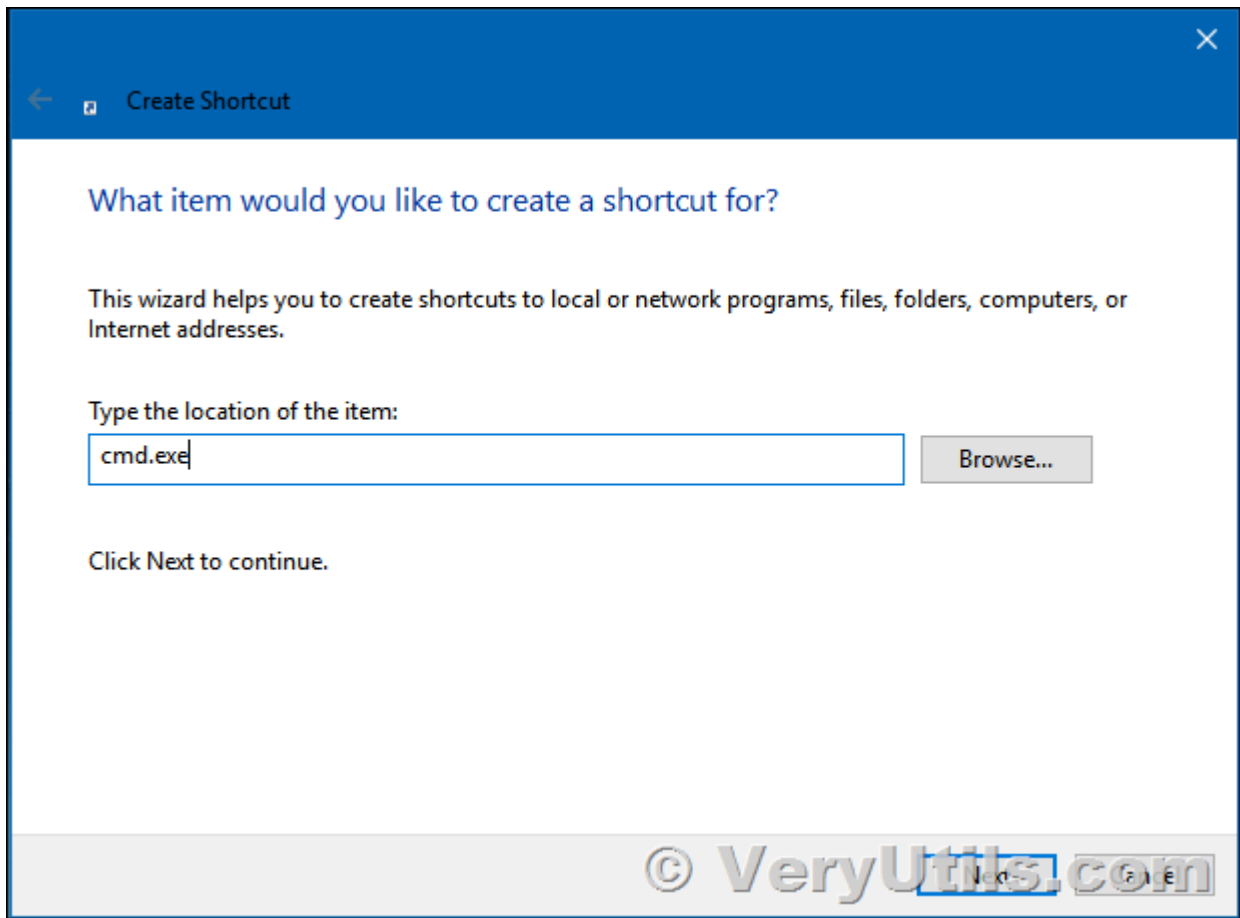 Create Shortcut
What item would you like to create a shortcut for?
This wizard helps you to create shortcuts to local or network programs, files, folders, computers, or
Internet addresses.
Type the location of the item:
cmd.exe
Browse...
Click Next to continue.
© VeryUtils.com
Next
Cancel